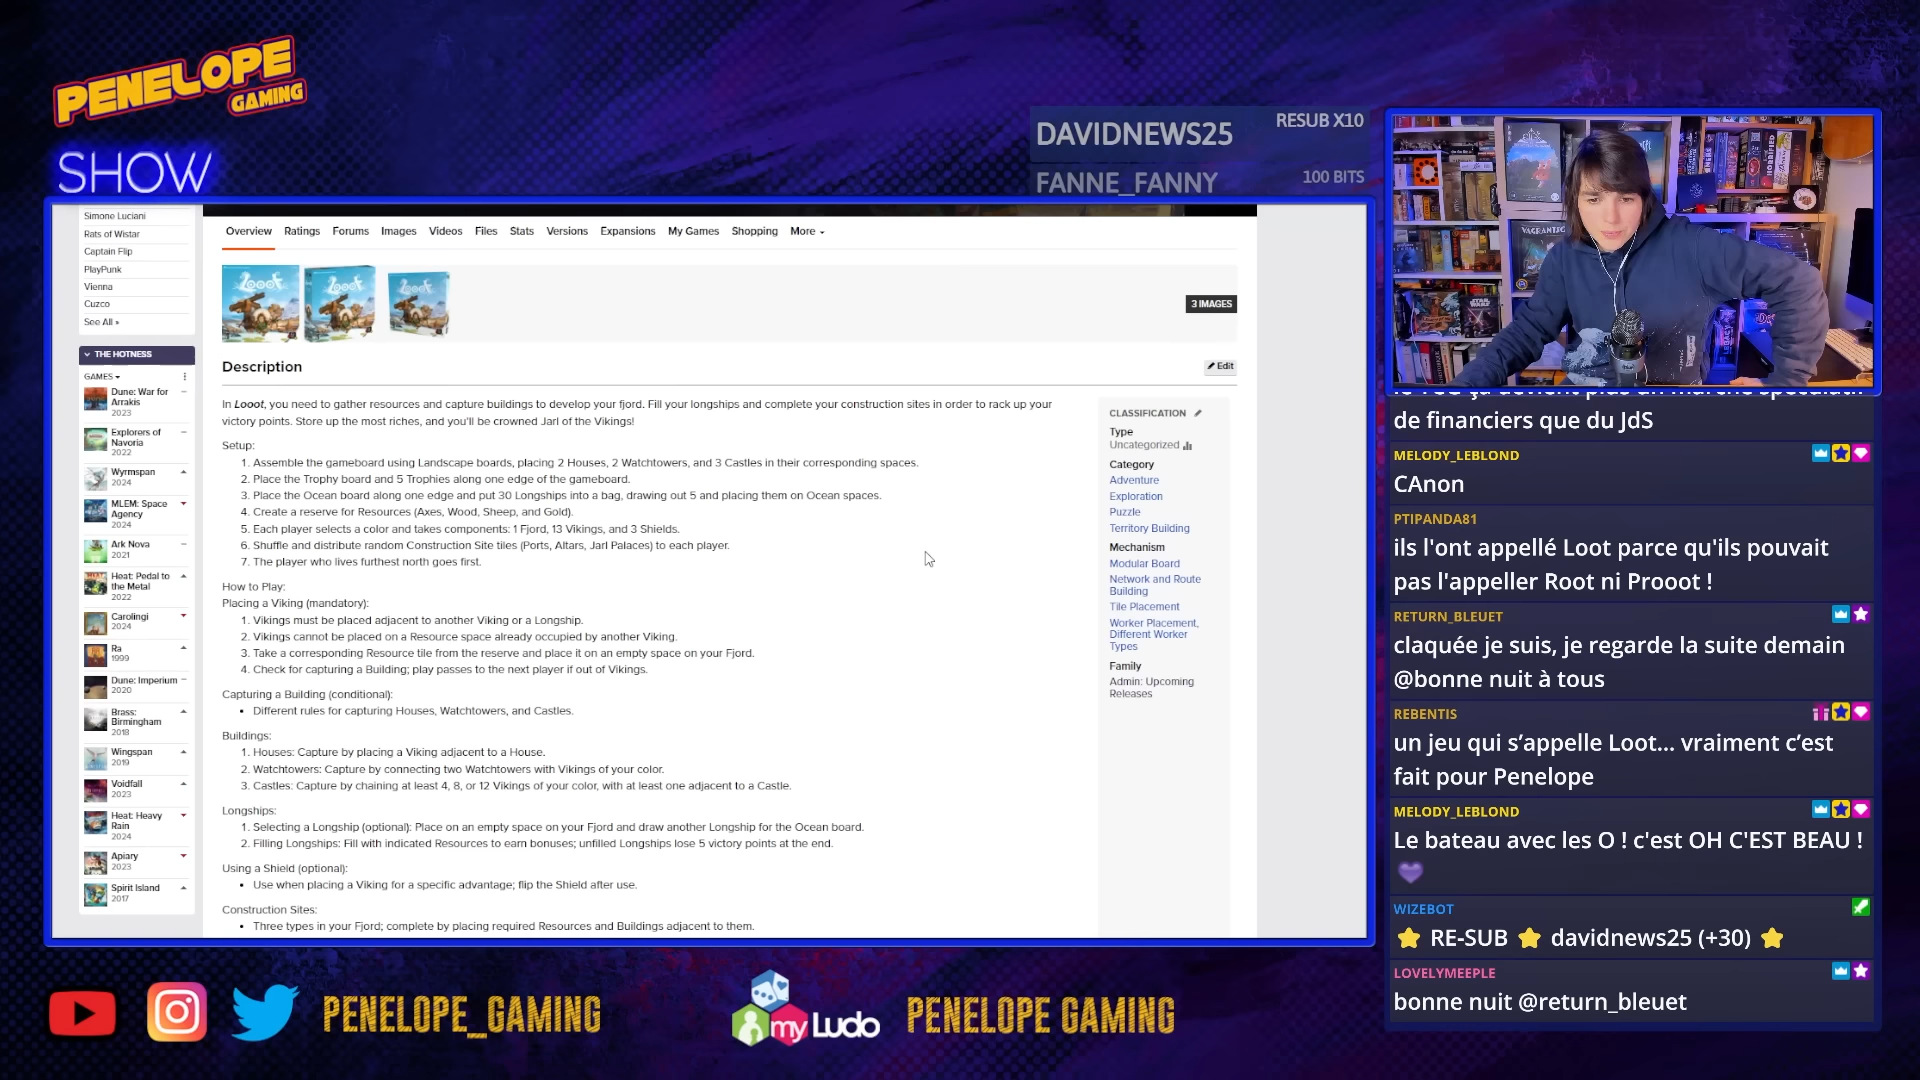 PENELOPE
GAMING
SHOW
DAVIDNEWS25
RESUB X10
FANNE_FANNY
100 BITS
Simone Luciani
Rats of Wistar
Captain Flip
PlayPunk
Vienna
Cuzco
See All »
THE HOTNESS
GAMES
Dune: War for
Arrakis
2023
Explorers of
Navoria
2022
Wyrmspan
2024
MLEM: Space
Agency
2024
Ark Nova
2021
Heat: Pedal to
the Metal
2022
Carolingi
2024
Ra
1999
Dune: Imperium
2020
Brass:
Birmingham
2018
Wingspan
2019
Voidfall
2023
Heat: Heavy
Rain
2024
Apiary
2023
Spirit Island
2017
Overview Ratings Forums Images Videos Files Stats Versions Expansions My Games Shopping More
Looot
Looot
Looot
3 IMAGES
Description
Edit
In Looot, you need to gather resources and capture buildings to develop your fjord. Fill your longships and complete your construction sites in order to rack up your
victory points. Store up the most riches, and you'll be crowned Jarl of the Vikings!
Setup:
1. Assemble the gameboard using Landscape boards, placing 2 Houses, 2 Watchtowers, and 3 Castles in their corresponding spaces.
2. Place the Trophy board and 5 Trophies along one edge of the gameboard.
3. Place the Ocean board along one edge and put 30 Longships into a bag, drawing out 5 and placing them on Ocean spaces.
4. Create a reserve for Resources (Axes, Wood, Sheep, and Gold).
5. Each player selects a color and takes components: 1 Fjord, 13 Vikings, and 3 Shields.
6. Shuffle and distribute random Construction Site tiles (Ports, Altars, Jarl Palaces) to each player.
7. The player who lives furthest north goes first.
How to Play:
Placing a Viking (mandatory):
1. Vikings must be placed adjacent to another Viking or a Longship.
2. Vikings cannot be placed on a Resource space already occupied by another Viking.
3. Take a corresponding Resource tile from the reserve and place it on an empty space on your Fjord.
4. Check for capturing a Building; play passes to the next player if out of Vikings.
Capturing a Building (conditional):
• Different rules for capturing Houses, Watchtowers, and Castles.
Buildings:
1. Houses: Capture by placing a Viking adjacent to a House.
2. Watchtowers: Capture by connecting two Watchtowers with Vikings of your color.
3. Castles: Capture by chaining at least 4, 8, or 12 Vikings of your color, with at least one adjacent to a Castle.
Longships:
1. Selecting a Longship (optional): Place on an empty space on your Fjord and draw another Longship for the Ocean board.
2. Filling Longships: Fill with indicated Resources to earn bonuses; unfilled Longships lose 5 victory points at the end.
Using a Shield (optional):
• Use when placing a Viking for a specific advantage; flip the Shield after use.
Construction Sites:
• Three types in your Fjord; complete by placing required Resources and Buildings adjacent to them.
CLASSIFICATION
Type
Uncategorized
Category
Adventure
Exploration
Puzzle
Territory Building
Mechanism
Modular Board
Network and Route
Building
Tile Placement
Worker Placement,
Different Worker
Types
Family
Admin: Upcoming
Releases
VAGRANTSONG
STAR
WARS
HORRIFIED
LEGACY
le TCG ça devient plus un marché spéculatif
de financiers que du JdS
MELODY_LEBLOND
CAnon
PTIPANDA81
ils l'ont appellé Loot parce qu'ils pouvait
pas l'appeller Root ni Prooot !
RETURN_BLEUET
claquée je suis, je regarde la suite demain
@bonne nuit à tous
REBENTIS
un jeu qui s’appelle Loot... vraiment c’est
fait pour Penelope
MELODY_LEBLOND
Le bateau avec les O ! c'est OH C'EST BEAU !
WIZEBOT
RE-SUB davidnews25 (+30)
LOVELYMEEPLE
bonne nuit @return_bleuet
PENELOPE_GAMING
myLudo
PENELOPE GAMING